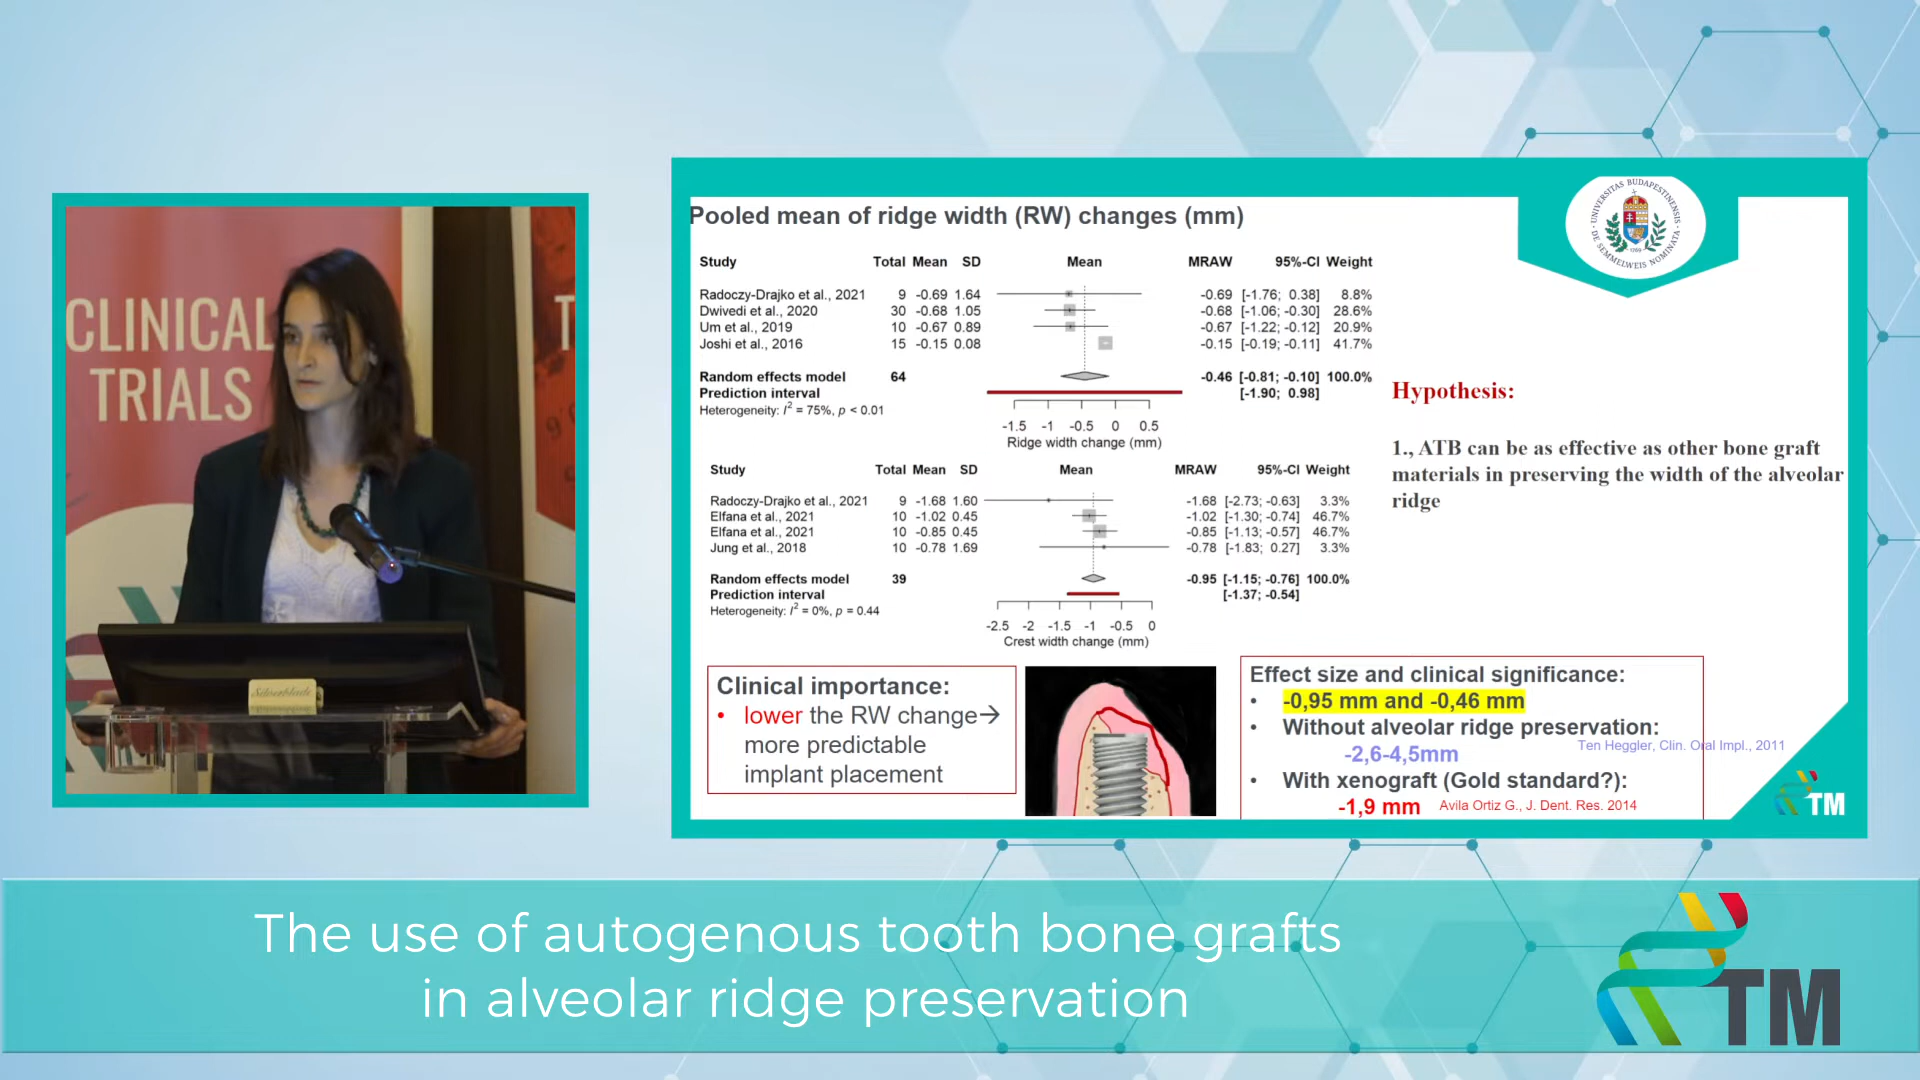 CLINICAL
TRIALS
T
Silverblade
Pooled mean of ridge width (RW) changes (mm)
UNIVERSITAS BUDAPESTINENSIS
DE SEMMELWEIS NOMINATA
1769
Study Total Mean SD Mean MRAW 95%-CI Weight
Radoczy-Drajko et al., 2021 9 -0.69 1.64 -0.69 [-1.76; 0.38] 8.8%
Dwivedi et al., 2020 30 -0.68 1.05 -0.68 [-1.06; -0.30] 28.6%
Um et al., 2019 10 -0.67 0.89 -0.67 [-1.22; -0.12] 20.9%
Joshi et al., 2016 15 -0.15 0.08 -0.15 [-0.19; -0.11] 41.7%
Random effects model 64 -0.46 [-0.81; -0.10] 100.0%
Prediction interval [-1.90; 0.98]
Heterogeneity: I² = 75%, p < 0.01
-1.5 -1 -0.5 0 0.5
Ridge width change (mm)
Study Total Mean SD Mean MRAW 95%-CI Weight
Radoczy-Drajko et al., 2021 9 -1.68 1.60 -1.68 [-2.73; -0.63] 3.3%
Elfana et al., 2021 10 -1.02 0.45 -1.02 [-1.30; -0.74] 46.7%
Elfana et al., 2021 10 -0.85 0.45 -0.85 [-1.13; -0.57] 46.7%
Jung et al., 2018 10 -0.78 1.69 -0.78 [-1.83; 0.27] 3.3%
Random effects model 39 -0.95 [-1.15; -0.76] 100.0%
Prediction interval [-1.37; -0.54]
Heterogeneity: I² = 0%, p = 0.44
-2.5 -2 -1.5 -1 -0.5 0
Crest width change (mm)
Hypothesis:
1., ATB can be as effective as other bone graft
materials in preserving the width of the alveolar
ridge
Clinical importance:
• lower the RW change→
more predictable
implant placement
Effect size and clinical significance:
• -0,95 mm and -0,46 mm
• Without alveolar ridge preservation:
-2,6-4,5mm Ten Heggler, Clin. Oral Impl., 2011
• With xenograft (Gold standard?):
-1,9 mm Avila Ortiz G., J. Dent. Res. 2014
TM
The use of autogenous tooth bone grafts
in alveolar ridge preservation
TM